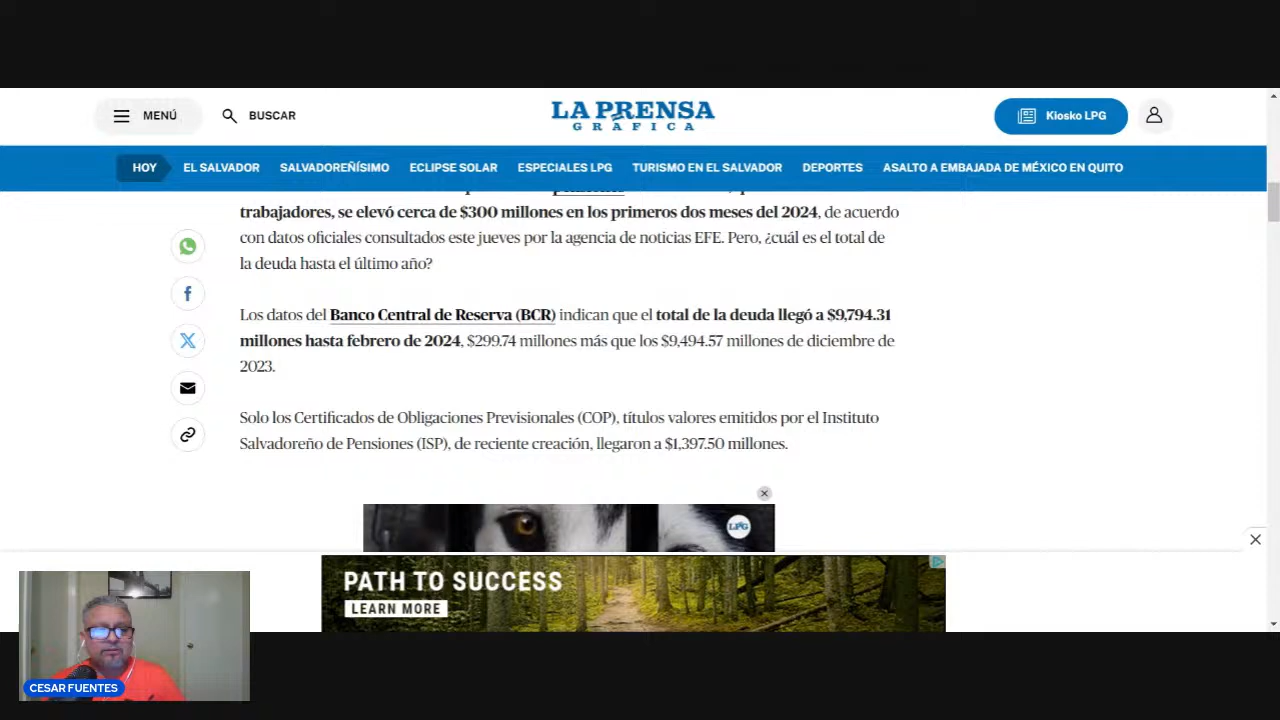 MENÚ
BUSCAR
LA PRENSA
GRÁFICA
Kiosko LPG
HOY
EL SALVADOR
SALVADOREÑÍSIMO
ECLIPSE SOLAR
ESPECIALES LPG
TURISMO EN EL SALVADOR
DEPORTES
ASALTO A EMBAJADA DE MÉXICO EN QUITO
trabajadores, se elevó cerca de $300 millones en los primeros dos meses del 2024, de acuerdo
con datos oficiales consultados este jueves por la agencia de noticias EFE. Pero, ¿cuál es el total de
la deuda hasta el último año?
Los datos del Banco Central de Reserva (BCR) indican que el total de la deuda llegó a $9,794.31
millones hasta febrero de 2024, $299.74 millones más que los $9,494.57 millones de diciembre de
2023.
Solo los Certificados de Obligaciones Previsionales (COP), títulos valores emitidos por el Instituto
Salvadoreño de Pensiones (ISP), de reciente creación, llegaron a $1,397.50 millones.
LPG
PATH TO SUCCESS
LEARN MORE
CESAR FUENTES